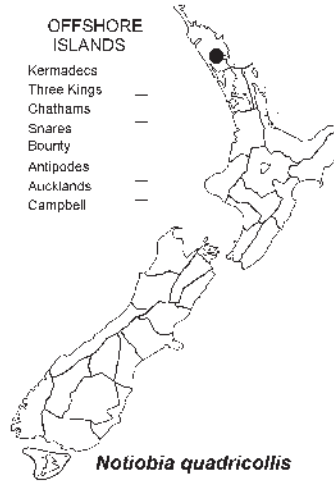 OFFSHORE
ISLANDS
Kermadecs
Three Kings
Chathams
Snares
Bounty
Antipodes
Aucklands
Campbell
Notiobia quadricollis